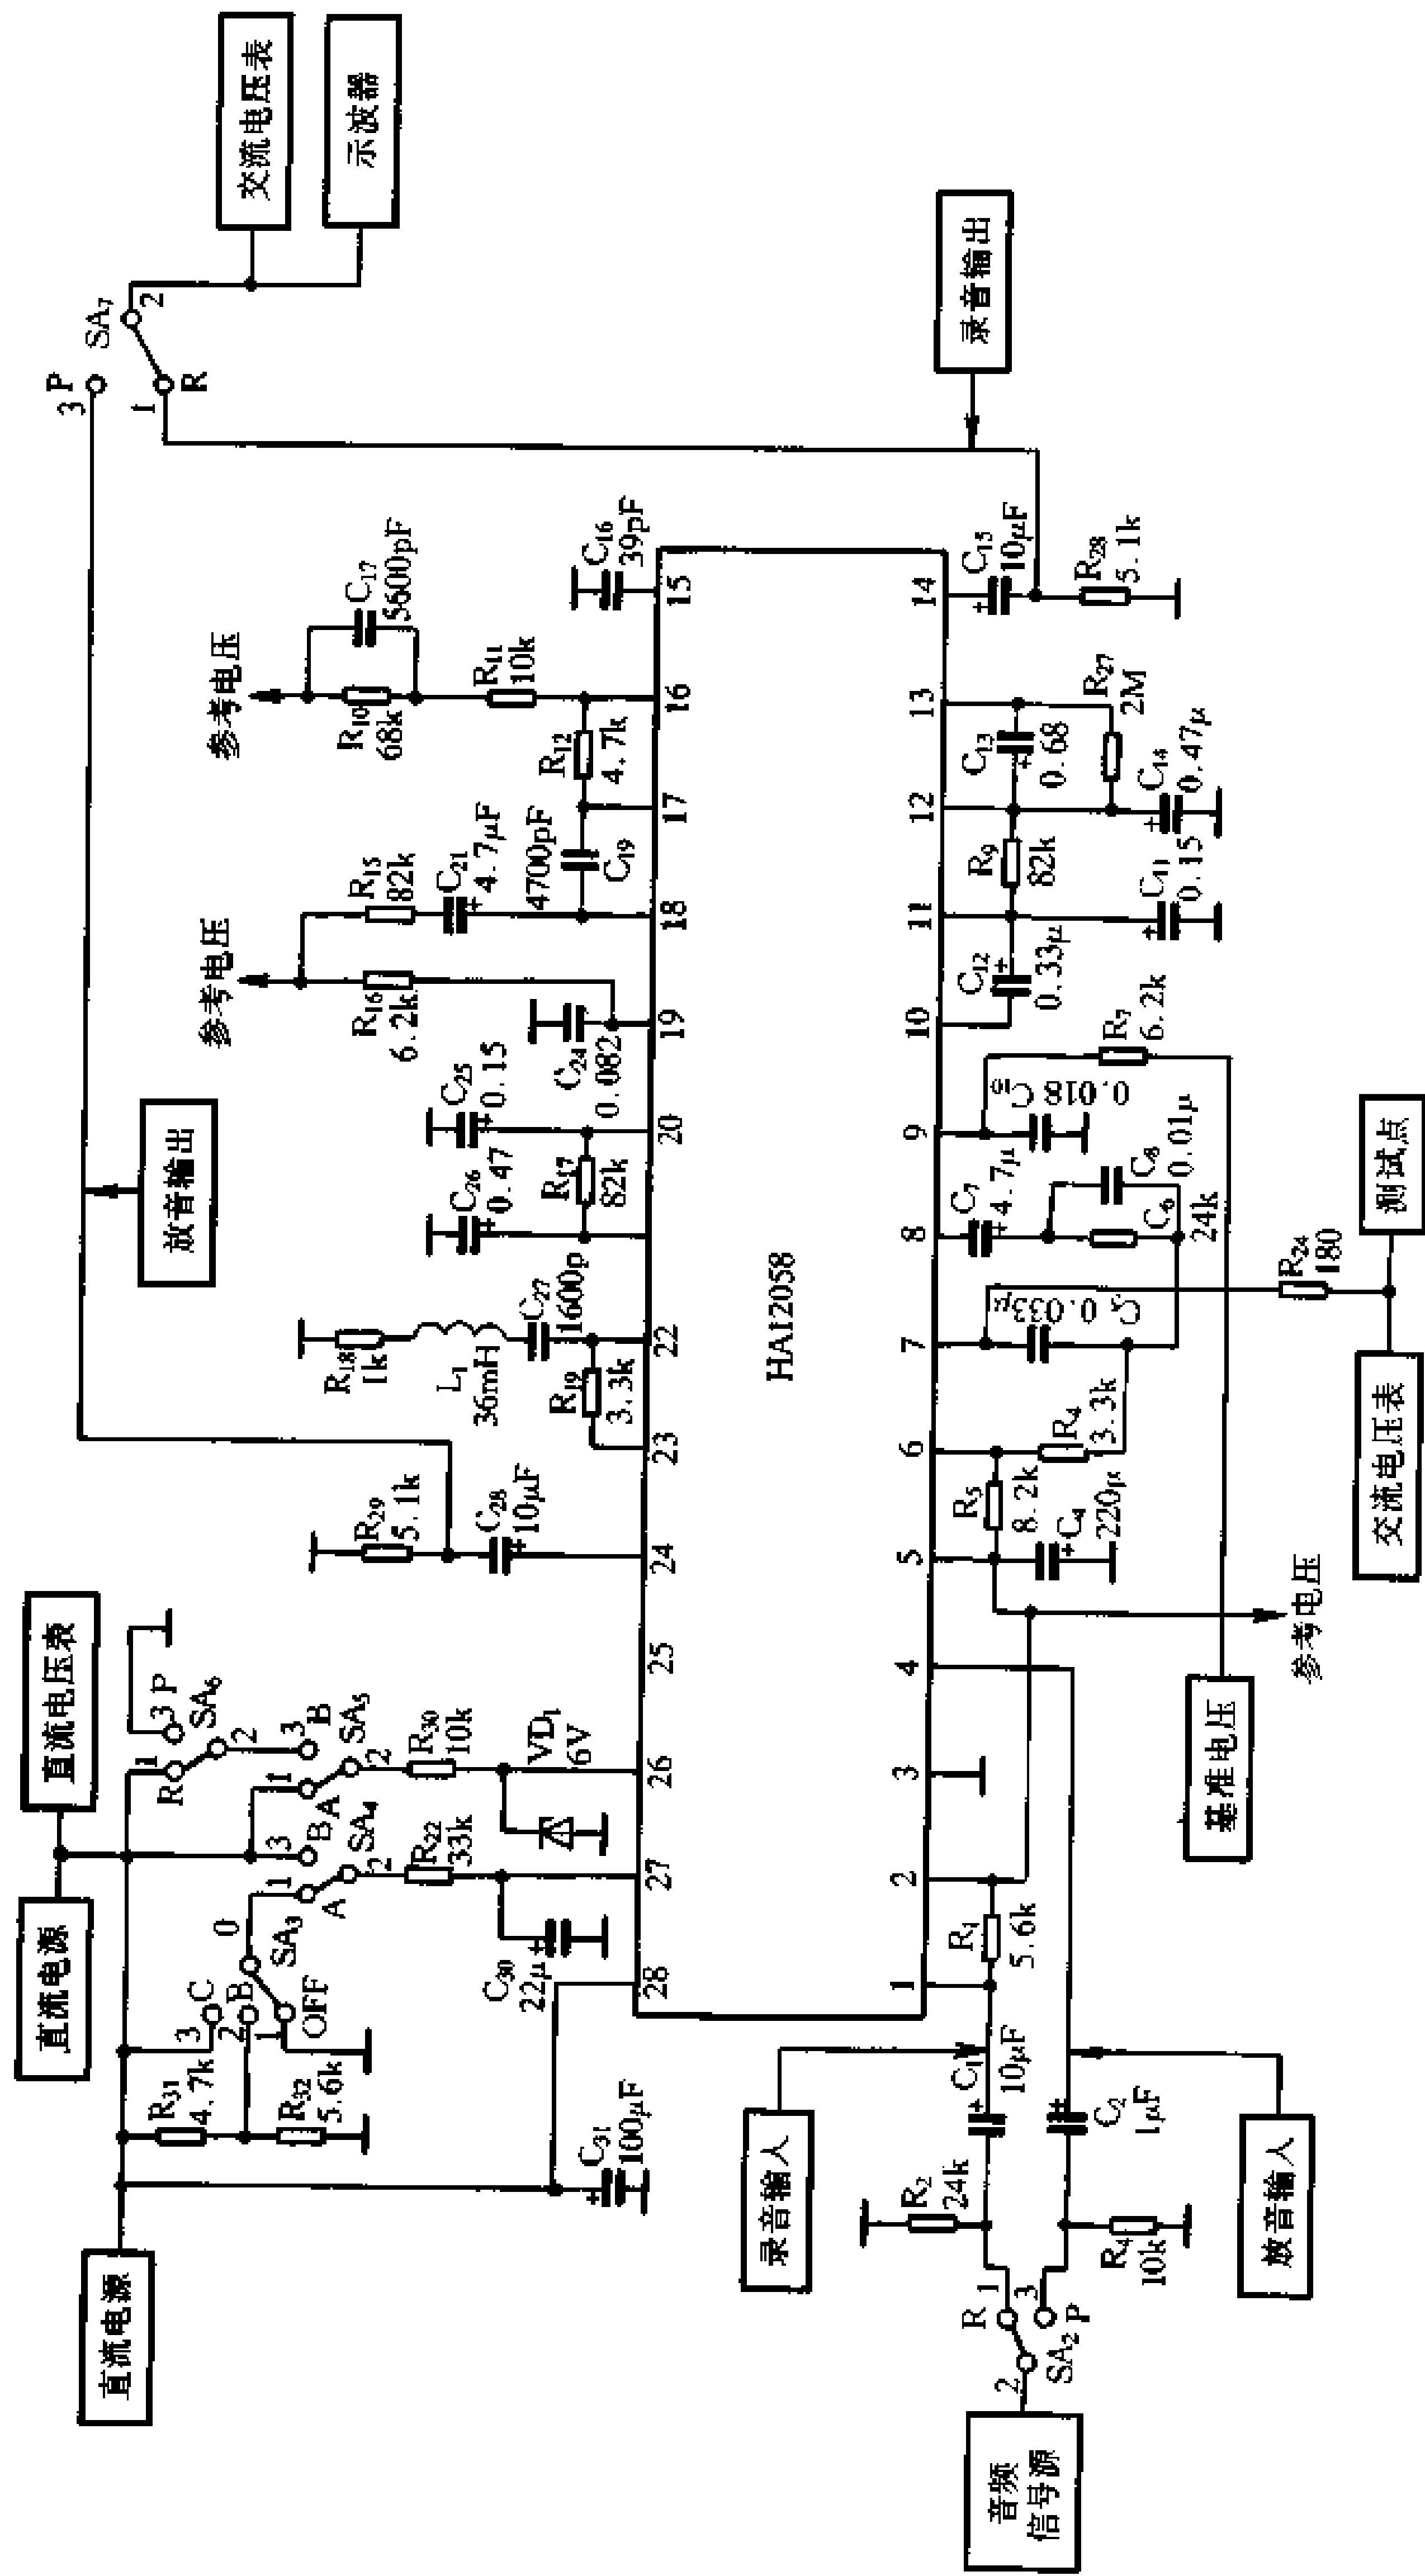 直流电源
直流电源
直流电压表
放音输出
交流电压表
示波器
R₃₁
4.7k
R₃₂
5.6k
3
C
2
B
1
OFF
SA₃
0
1
A
3
B
SA₄
2
R₂₂
33k
C₃₀
22μ
+
C₃₁
100μF
+
R
1
3
P
SA₆
2
3
B
1
A
SA₅
2
R₃₀
10k
VD₁
6V
R₂₉
5.1k
C₂₈
10μF
+
R₁₈
1k
L₁
36mH
C₂₇
1600p
R₁₉
3.3k
C₂₆
0.47
+
C₂₅
0.15
+
R₁₇
82k
参考电压
R₁₆
6.2k
C₂₄
0.082
R₁₅
82k
C₂₁
4.7μF
+
4700pF
C₁₉
参考电压
R₁₀
68k
C₁₇
5600pF
R₁₁
10k
R₁₂
4.7k
C₁₆
39pF
3
P
1
R
SA₇
2
28
27
26
25
24
23
22
20
19
18
17
16
15
HA12058
1
2
3
4
5
6
7
8
9
10
11
12
13
14
录音输入
音频
信号源
2
SA₂
R
1
3
P
R₂
24k
C₁
10μF
+
R₄
10k
C₂
1μF
放音输入
R₁
5.6k
R₅
8.2k
C₄
220μ
+
R₄
3.3k
参考电压
基准电压
0.033μ
C₇
4.7μ
+
C₆
24k
C₈
0.01μ
C₁₀
0.018
R₇
6.2k
R₂₄
180
交流电压表
测试点
C₁₂
0.33μ
+
R₉
82k
C₁₁
0.15
+
C₁₃
0.68
+
R₂₇
2M
C₁₄
0.47μ
+
C₁₅
10μF
+
R₂₈
5.1k
录音输出